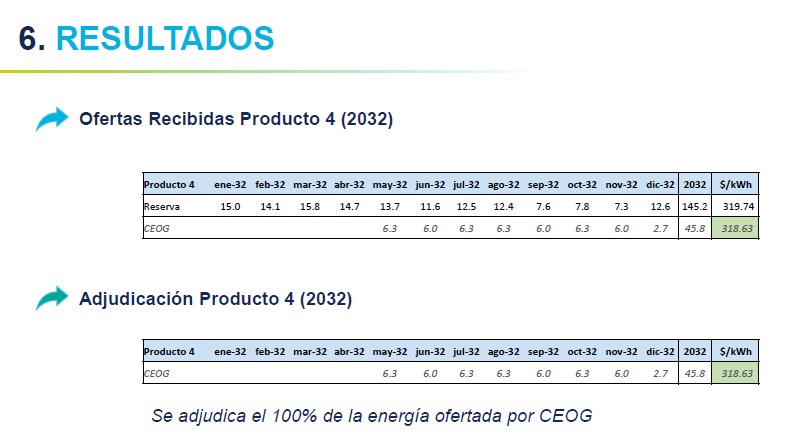 6. RESULTADOS
Ofertas Recibidas Producto 4 (2032)
Producto 4 ene-32 feb-32 mar-32 abr-32 may-32 jun-32 jul-32 ago-32 sep-32 oct-32 nov-32 dic-32 2032 $/kWh
Reserva 15.0 14.1 15.8 14.7 13.7 11.6 12.5 12.4 7.6 7.8 7.3 12.6 145.2 319.74
CEOG 6.3 6.0 6.3 6.3 6.0 6.3 6.0 2.7 45.8 318.63
Adjudicación Producto 4 (2032)
Producto 4 ene-32 feb-32 mar-32 abr-32 may-32 jun-32 jul-32 ago-32 sep-32 oct-32 nov-32 dic-32 2032 $/kWh
CEOG 6.3 6.0 6.3 6.3 6.0 6.3 6.0 2.7 45.8 318.63
Se adjudica el 100% de la energía ofertada por CEOG